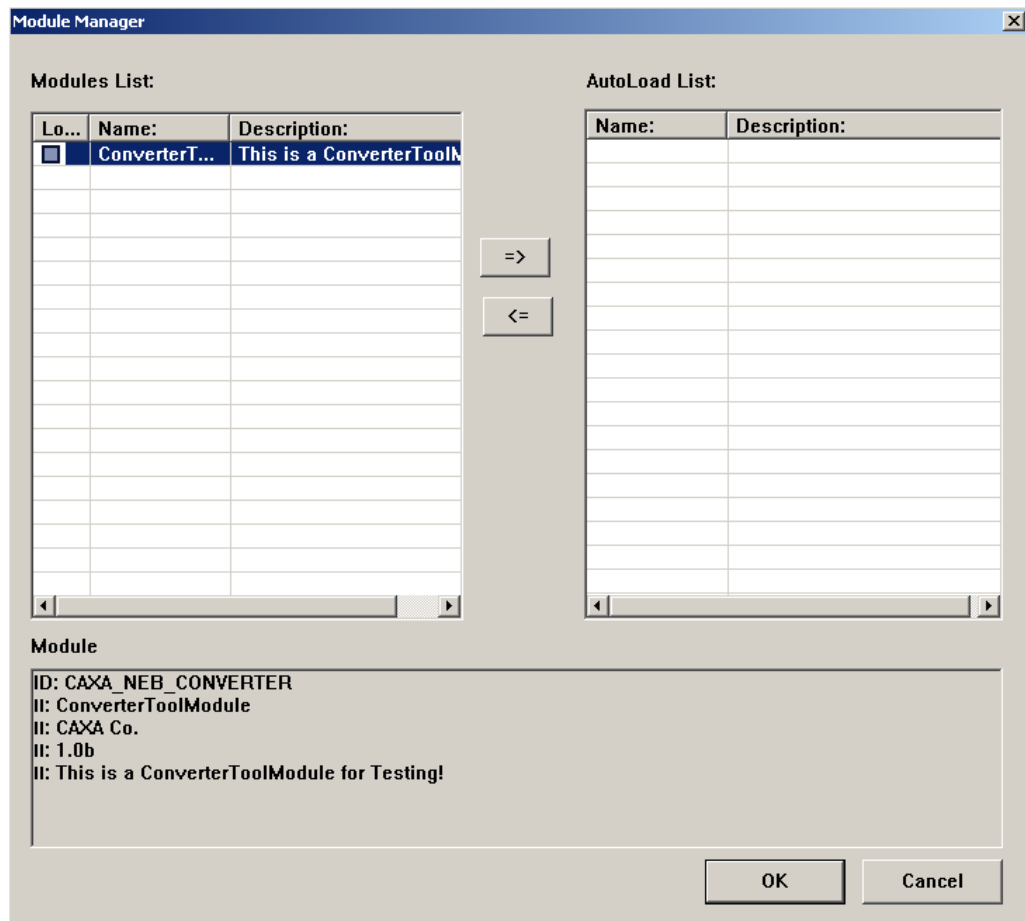 Module Manager
Modules List:
AutoLoad List:
Lo... Name: Description:
ConverterT... This is a ConverterToolM
Name: Description:
=>
<=
Module
ID: CAXA_NEB_CONVERTER
II: ConverterToolModule
II: CAXA Co.
II: 1.0b
II: This is a ConverterToolModule for Testing!
OK Cancel